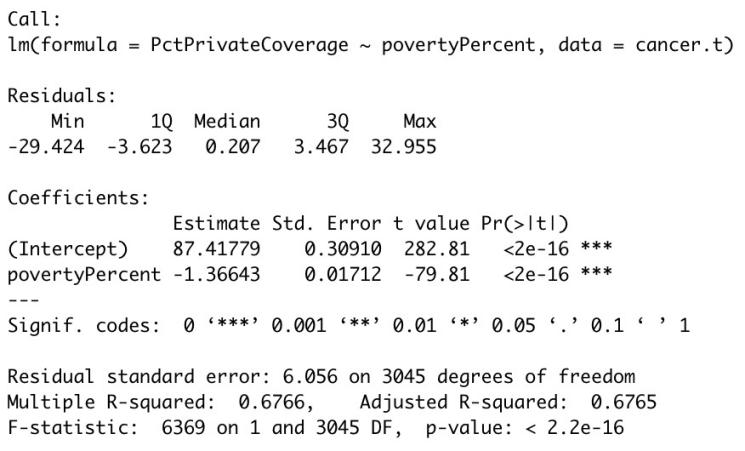 Call:
lm(formula = PctPrivateCoverage ~ povertyPercent, data = cancer.t)
Residuals:
Min 1Q Median 3Q Max
-29.424 -3.623 0.207 3.467 32.955
Coefficients:
Estimate Std. Error t value Pr(>|t|)
(Intercept) 87.41779 0.30910 282.81 <2e-16 ***
povertyPercent -1.36643 0.01712 -79.81 <2e-16 ***
---
Signif. codes: 0 ‘***’ 0.001 ‘**’ 0.01 ‘*’ 0.05 ‘.’ 0.1 ‘ ’ 1
Residual standard error: 6.056 on 3045 degrees of freedom
Multiple R-squared: 0.6766, Adjusted R-squared: 0.6765
F-statistic: 6369 on 1 and 3045 DF, p-value: < 2.2e-16